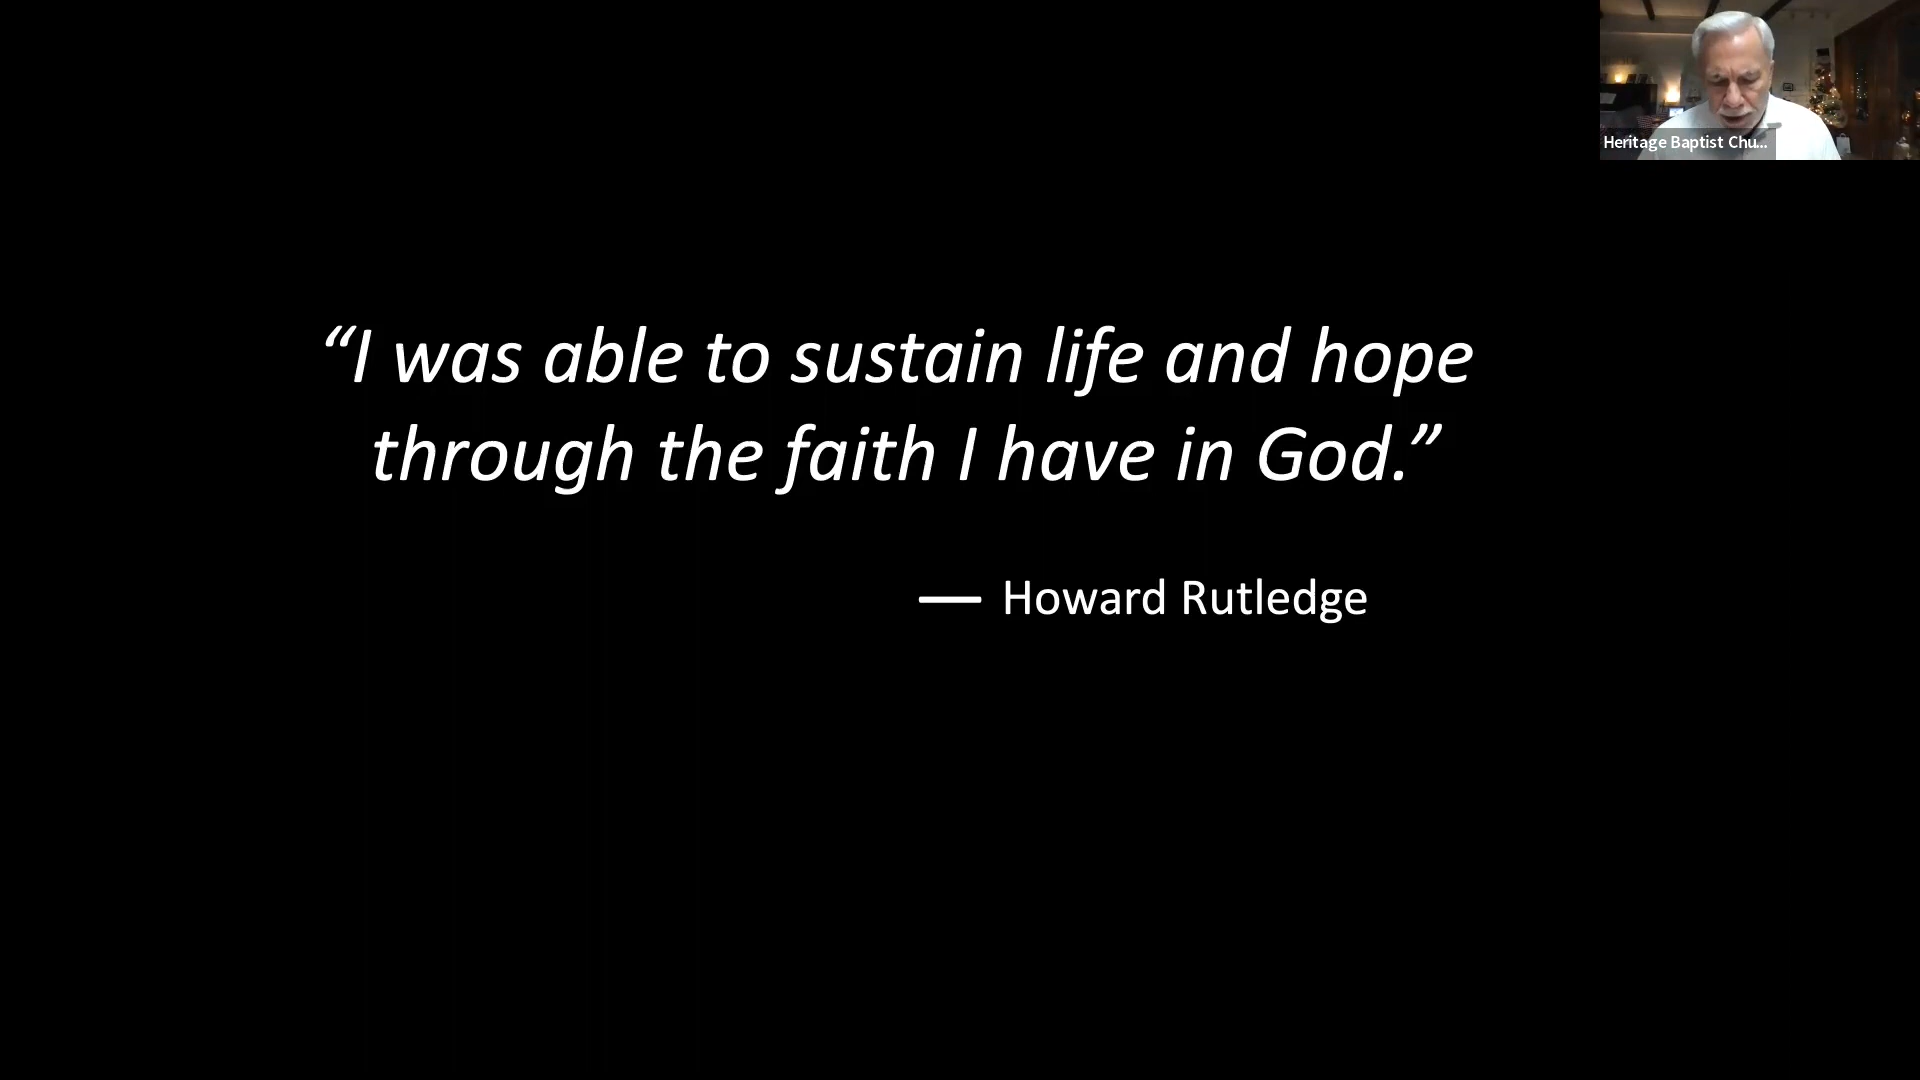 Heritage Baptist Chu...
“I was able to sustain life and hope
through the faith I have in God.”
— Howard Rutledge